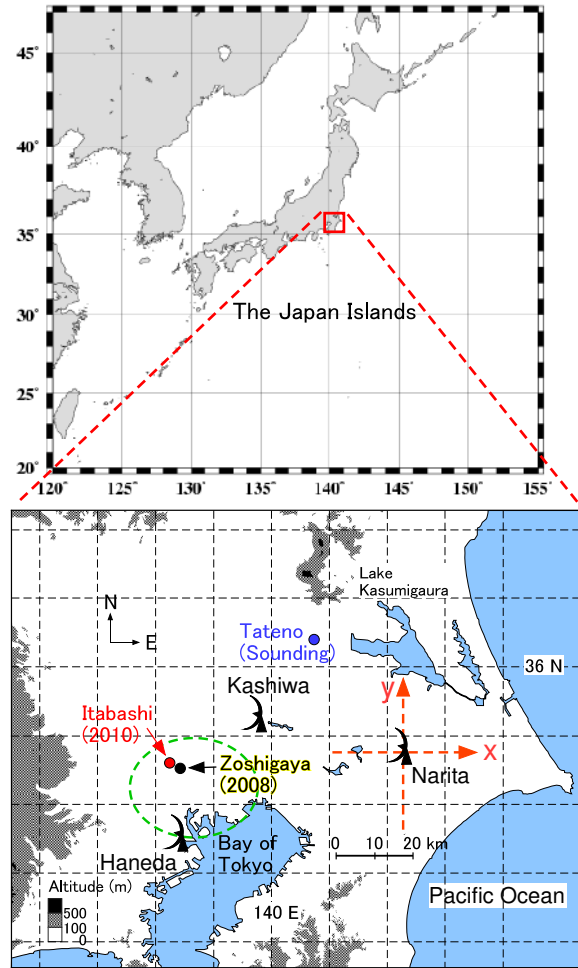 45°
40°
35°
30°
25°
20°
The Japan Islands
120°
125°
130°
135°
140°
145°
150°
155°
Lake
Kasumigaura
N
E
Tateno
(Sounding)
36 N
Kashiwa
y
Itabashi
(2010)
x
Zoshigaya
(2008)
Narita
Haneda
Bay of
Tokyo
0 10 20 km
Altitude (m)
500
100
0
140 E
Pacific Ocean